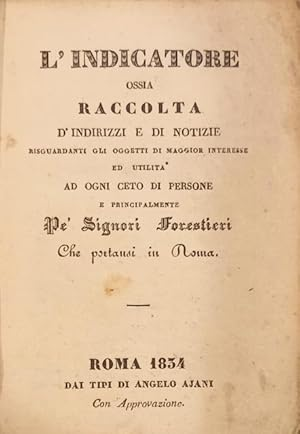 L'INDICATORE
OSSIA
RACCOLTA
D'INDIRIZZI E DI NOTIZIE
RISGUARDANTI GLI OGGETTI DI MAGGIOR INTERESSE
ED UTILITA'
AD OGNI CETO DI PERSONE
E PRINCIPALMENTE
Pe' Signori Forestieri
Che portansi in Roma.
ROMA 1834
DAI TIPI DI ANGELO AJANI
Con Approvazione.